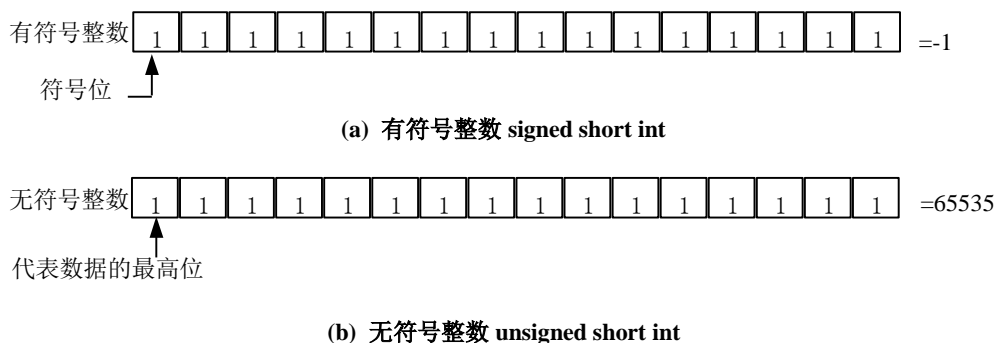 有符号整数 1 1 1 1 1 1 1 1 1 1 1 1 1 1 1 1 =-1
符号位
(a) 有符号整数 signed short int
无符号整数 1 1 1 1 1 1 1 1 1 1 1 1 1 1 1 1 =65535
代表数据的最高位
(b) 无符号整数 unsigned short int